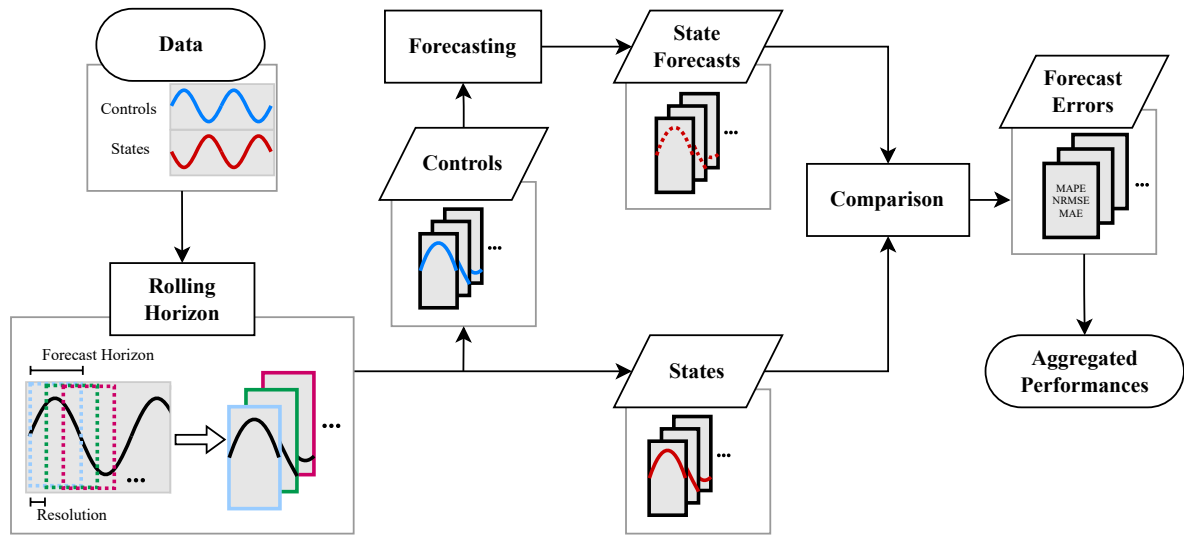 Data
Controls
States
Rolling
Horizon
Forecast Horizon
...
...
Resolution
Forecasting
Controls
...
State
Forecasts
...
States
...
Comparison
Forecast
Errors
MAPE
NRMSE
MAE
...
Aggregated
Performances